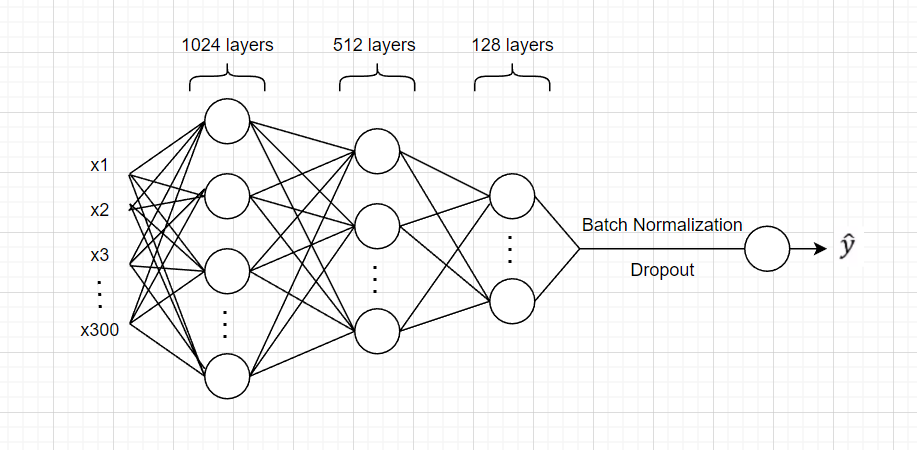 1024 layers
512 layers
128 layers
x1
x2
x3
x300
Batch Normalization
Dropout
ŷ